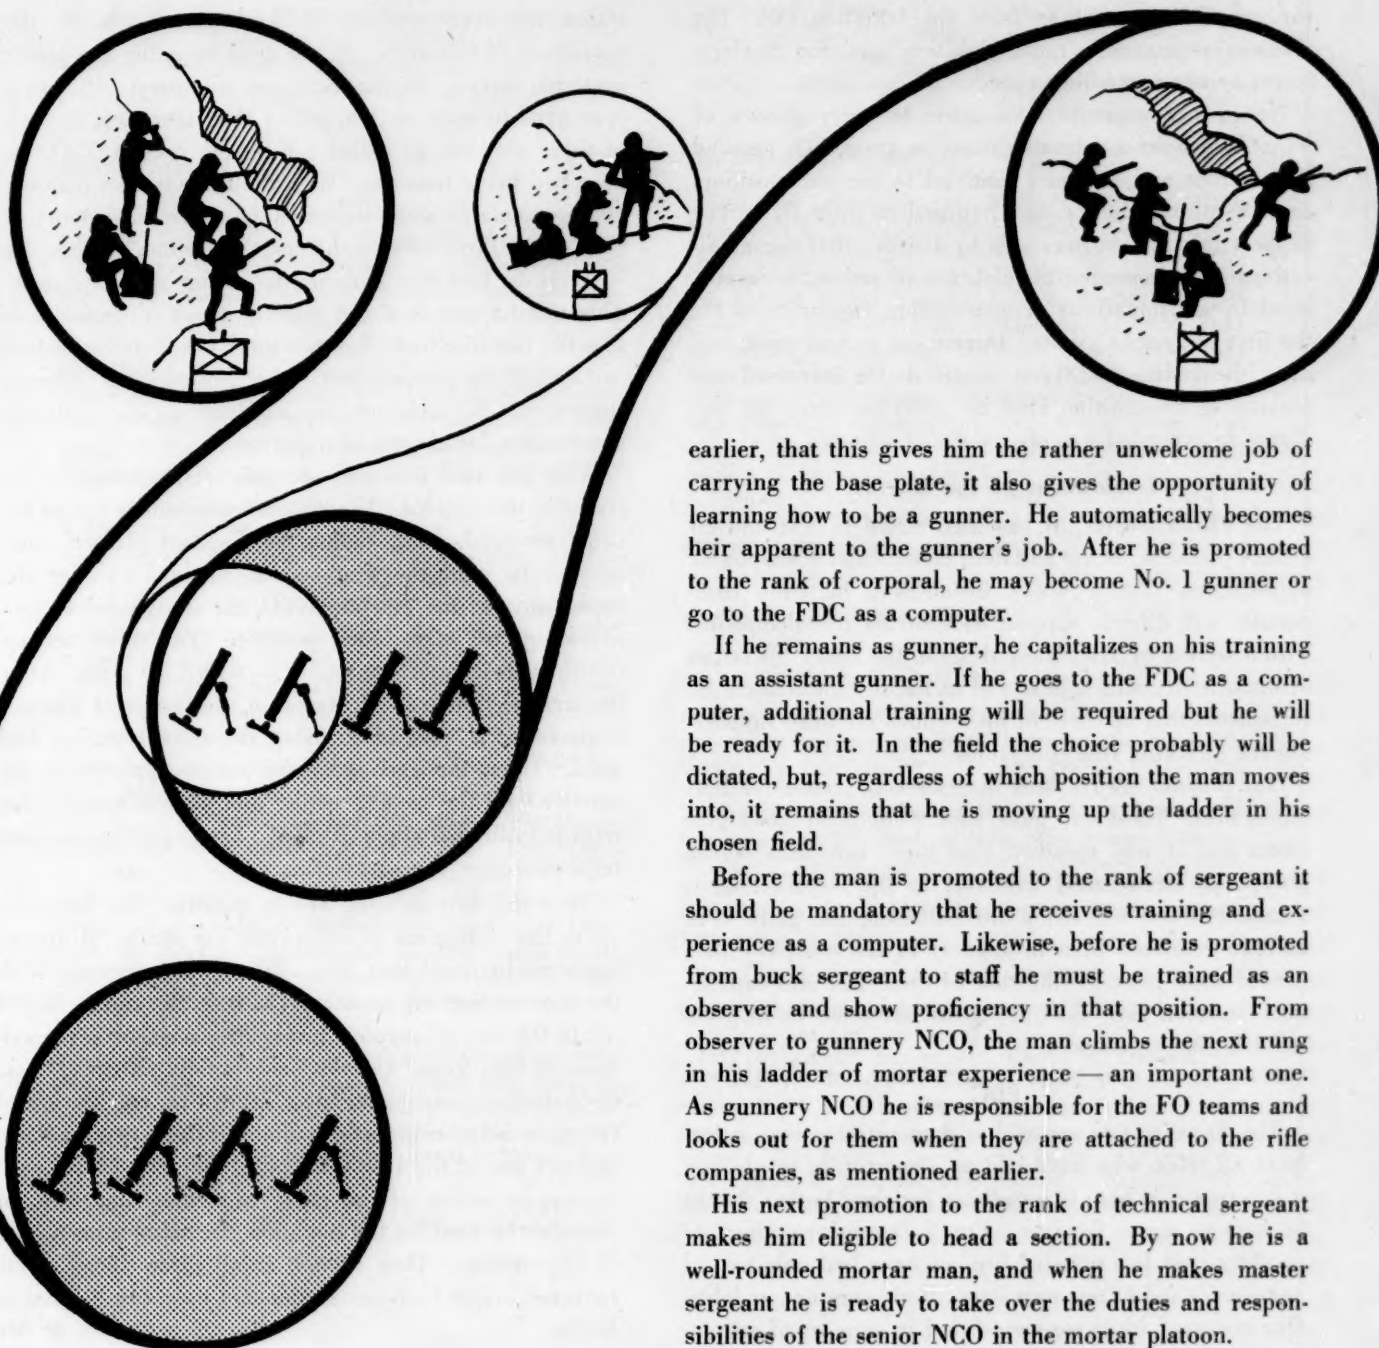 earlier, that this gives him the rather unwelcome job of
carrying the base plate, it also gives the opportunity of
learning how to be a gunner. He automatically becomes
heir apparent to the gunner's job. After he is promoted
to the rank of corporal, he may become No. 1 gunner or
go to the FDC as a computer.
If he remains as gunner, he capitalizes on his training
as an assistant gunner. If he goes to the FDC as a com-
puter, additional training will be required but he will
be ready for it. In the field the choice probably will be
dictated, but, regardless of which position the man moves
into, it remains that he is moving up the ladder in his
chosen field.
Before the man is promoted to the rank of sergeant it
should be mandatory that he receives training and ex-
perience as a computer. Likewise, before he is promoted
from buck sergeant to staff he must be trained as an
observer and show proficiency in that position. From
observer to gunnery NCO, the man climbs the next rung
in his ladder of mortar experience — an important one.
As gunnery NCO he is responsible for the FO teams and
looks out for them when they are attached to the rifle
companies, as mentioned earlier.
His next promotion to the rank of technical sergeant
makes him eligible to head a section. By now he is a
well-rounded mortar man, and when he makes master
sergeant he is ready to take over the duties and respon-
sibilities of the senior NCO in the mortar platoon.